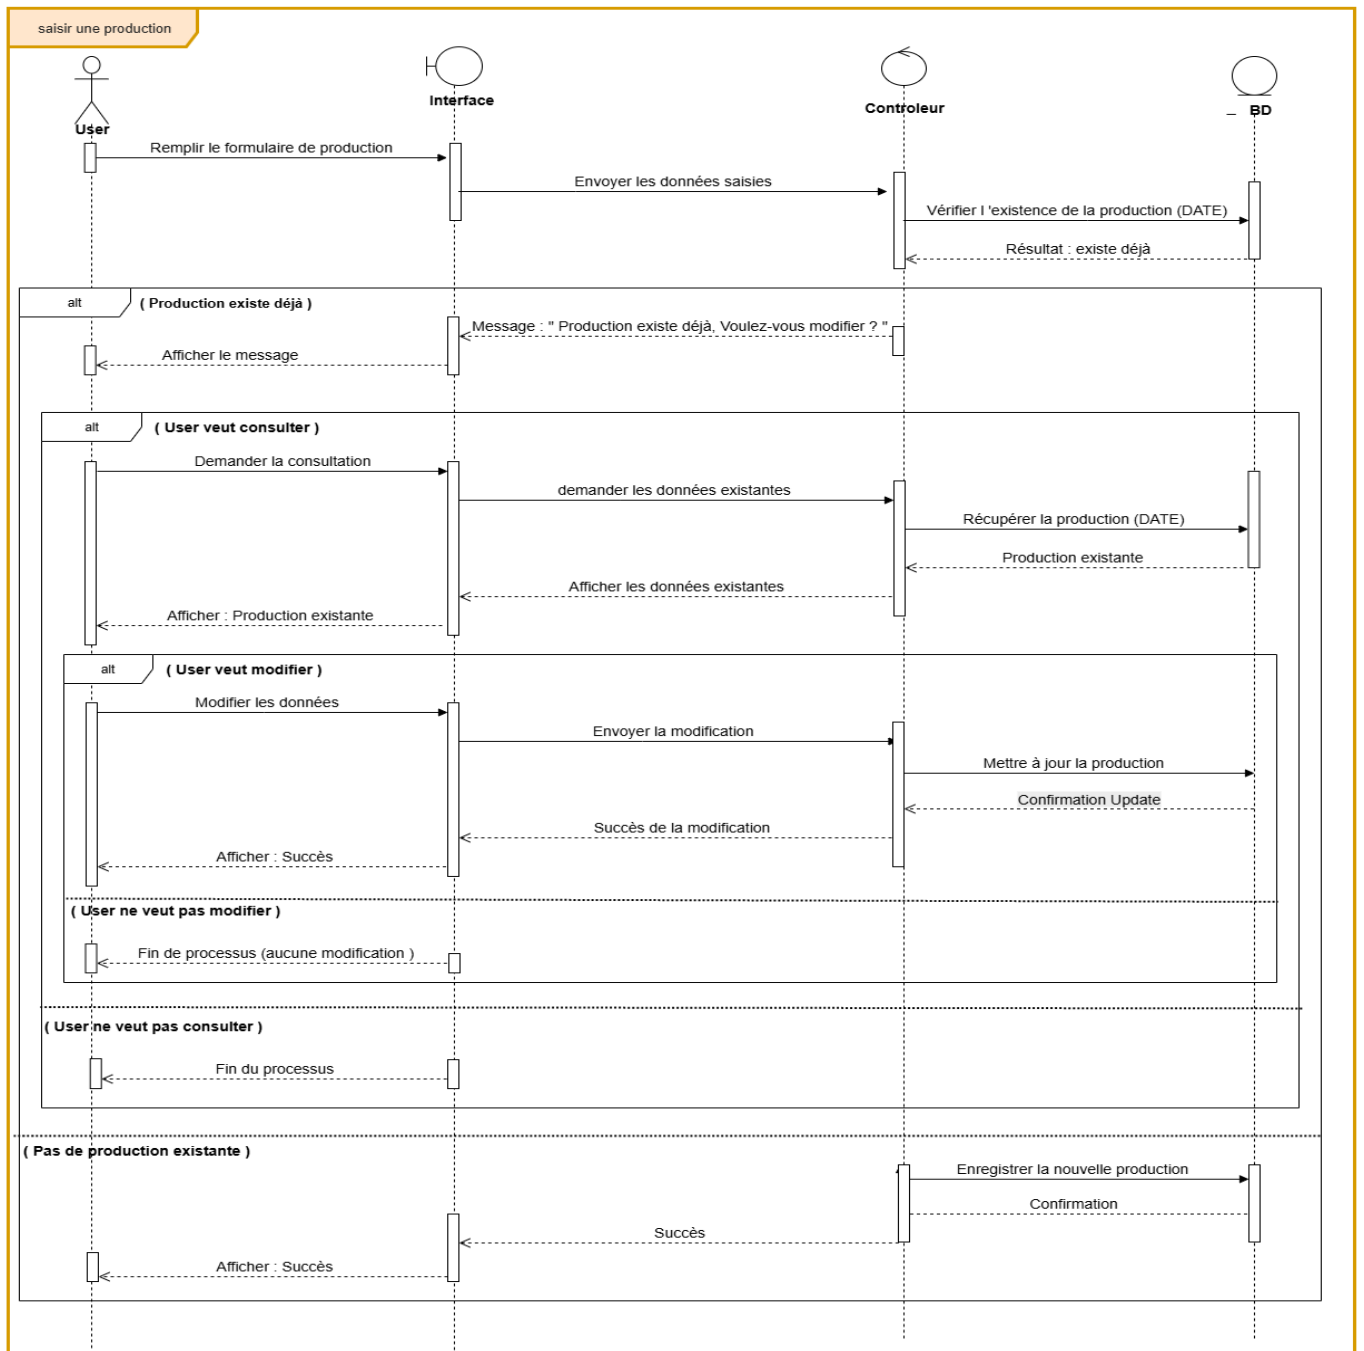 saisir une production
User
Interface
Controleur
_ BD
Remplir le formulaire de production
Envoyer les données saisies
Vérifier l 'existence de la production (DATE)
Résultat : existe déjà
alt
( Production existe déjà )
Message : " Production existe déjà, Voulez-vous modifier ? "
Afficher le message
alt
( User veut consulter )
Demander la consultation
demander les données existantes
Récupérer la production (DATE)
Production existante
Afficher les données existantes
Afficher : Production existante
alt
( User veut modifier )
Modifier les données
Envoyer la modification
Mettre à jour la production
Confirmation Update
Succès de la modification
Afficher : Succès
( User ne veut pas modifier )
Fin de processus (aucune modification )
( User ne veut pas consulter )
Fin du processus
( Pas de production existante )
Enregistrer la nouvelle production
Confirmation
Succès
Afficher : Succès